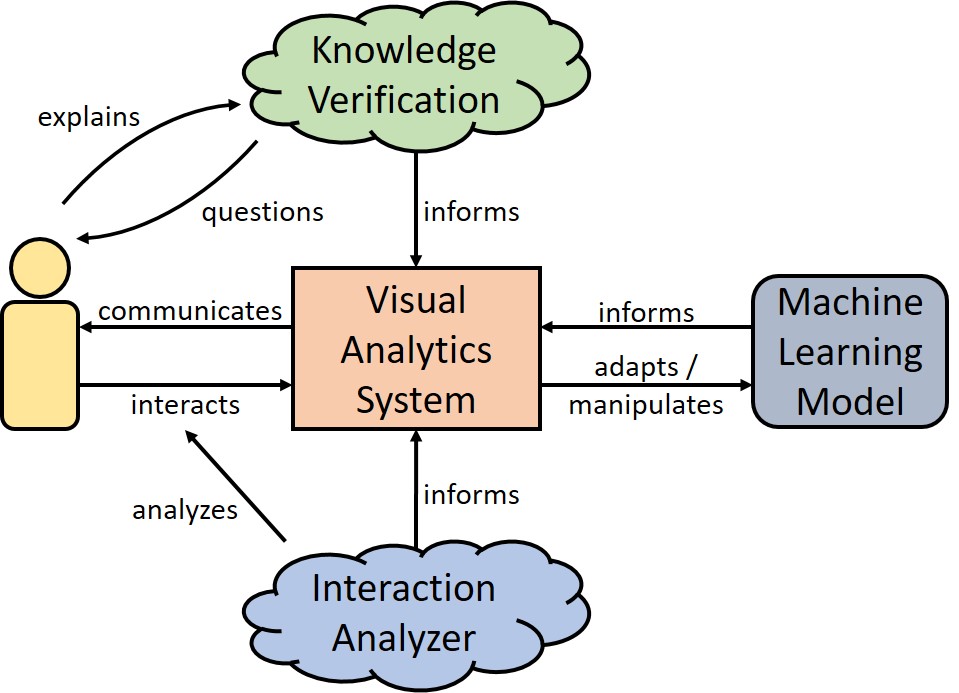 Knowledge
Verification
explains
questions
informs
communicates
interacts
Visual
Analytics
System
informs
adapts /
manipulates
Machine
Learning
Model
analyzes
informs
Interaction
Analyzer